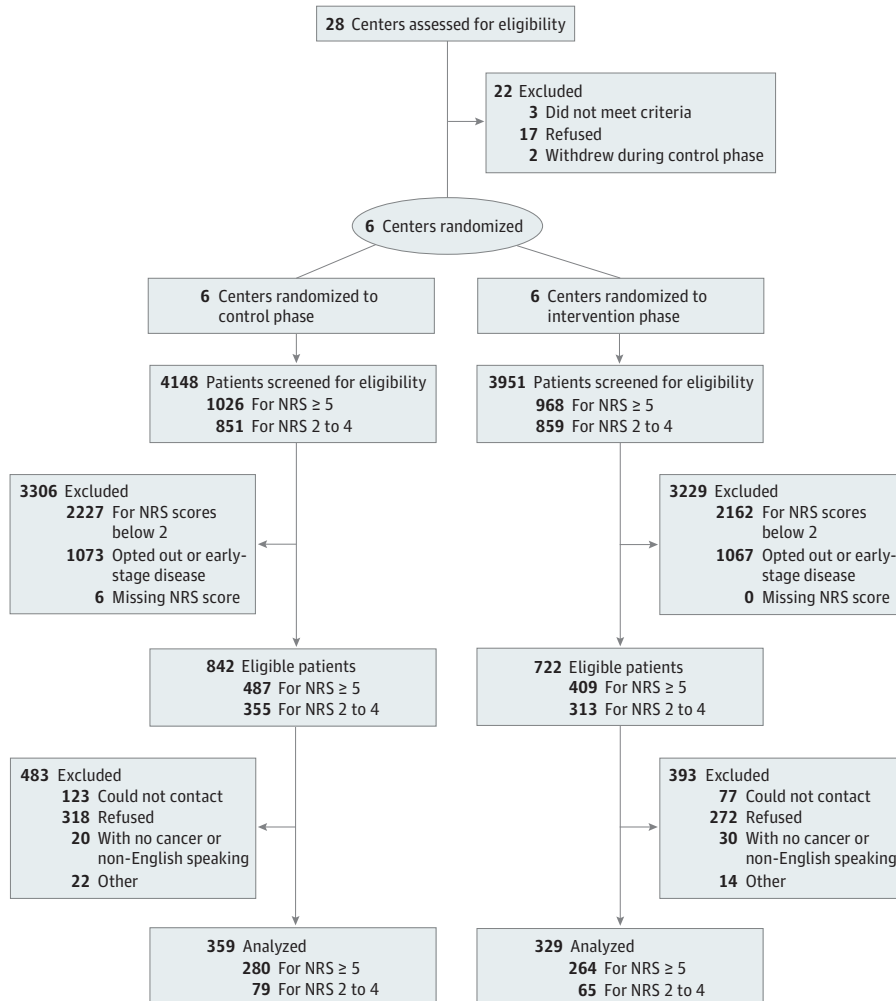 28 Centers assessed for eligibility
22 Excluded
3 Did not meet criteria
17 Refused
2 Withdrew during control phase
6 Centers randomized
6 Centers randomized to
control phase
6 Centers randomized to
intervention phase
4148 Patients screened for eligibility
1026 For NRS ≥ 5
851 For NRS 2 to 4
3951 Patients screened for eligibility
968 For NRS ≥ 5
859 For NRS 2 to 4
3306 Excluded
2227 For NRS scores
below 2
1073 Opted out or early-
stage disease
6 Missing NRS score
3229 Excluded
2162 For NRS scores
below 2
1067 Opted out or early-
stage disease
0 Missing NRS score
842 Eligible patients
487 For NRS ≥ 5
355 For NRS 2 to 4
722 Eligible patients
409 For NRS ≥ 5
313 For NRS 2 to 4
483 Excluded
123 Could not contact
318 Refused
20 With no cancer or
non-English speaking
22 Other
393 Excluded
77 Could not contact
272 Refused
30 With no cancer or
non-English speaking
14 Other
359 Analyzed
280 For NRS ≥ 5
79 For NRS 2 to 4
329 Analyzed
264 For NRS ≥ 5
65 For NRS 2 to 4